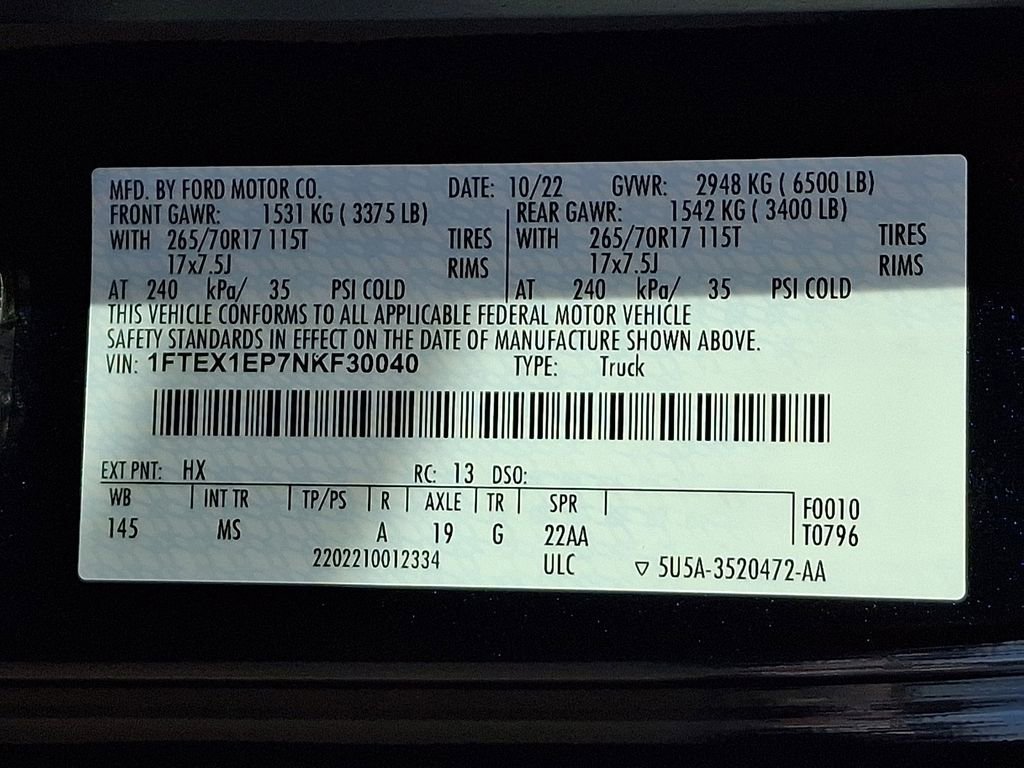 MFD. BY FORD MOTOR CO. DATE: 10/22 GVWR: 2948 KG ( 6500 LB)
FRONT GAWR: 1531 KG ( 3375 LB) REAR GAWR: 1542 KG ( 3400 LB)
WITH 265/70R17 115T TIRES WITH 265/70R17 115T TIRES
17x7.5J RIMS 17x7.5J RIMS
AT 240 kPa/ 35 PSI COLD AT 240 kPa/ 35 PSI COLD
THIS VEHICLE CONFORMS TO ALL APPLICABLE FEDERAL MOTOR VEHICLE
SAFETY STANDARDS IN EFFECT ON THE DATE OF MANUFACTURE SHOWN ABOVE.
VIN: 1FTEX1EP7NKF30040 TYPE: Truck
EXT PNT: HX RC: 13 DSO:
WB INT TR TP/PS R AXLE TR SPR F0010
145 MS A 19 G 22AA T0796
2202210012334 ULC ▽ 5U5A-3520472-AA